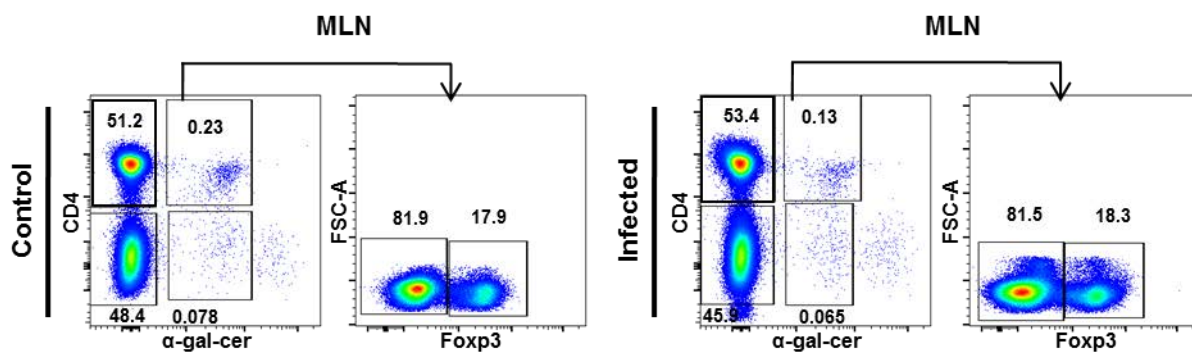 MLN
Control
CD4
51.2
0.23
48.4
0.078
α-gal-cer
FSC-A
81.9
17.9
Foxp3
MLN
Infected
CD4
53.4
0.13
45.9
0.065
α-gal-cer
FSC-A
81.5
18.3
Foxp3